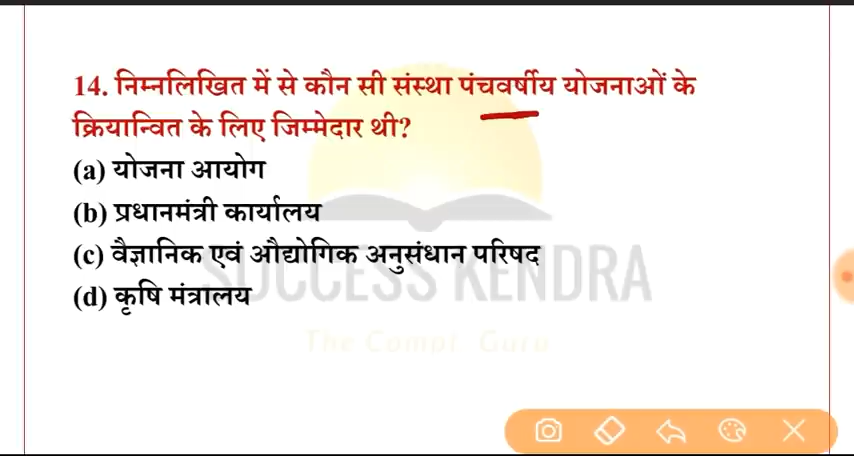 14. निम्नलिखित में से कौन सी संस्था पंचवर्षीय योजनाओं के
क्रियान्वित के लिए जिम्मेदार थी?
(a) योजना आयोग
(b) प्रधानमंत्री कार्यालय
(c) वैज्ञानिक एवं औद्योगिक अनुसंधान परिषद
(d) कृषि मंत्रालय
SUCCESS KENDRA
The Compt Guru